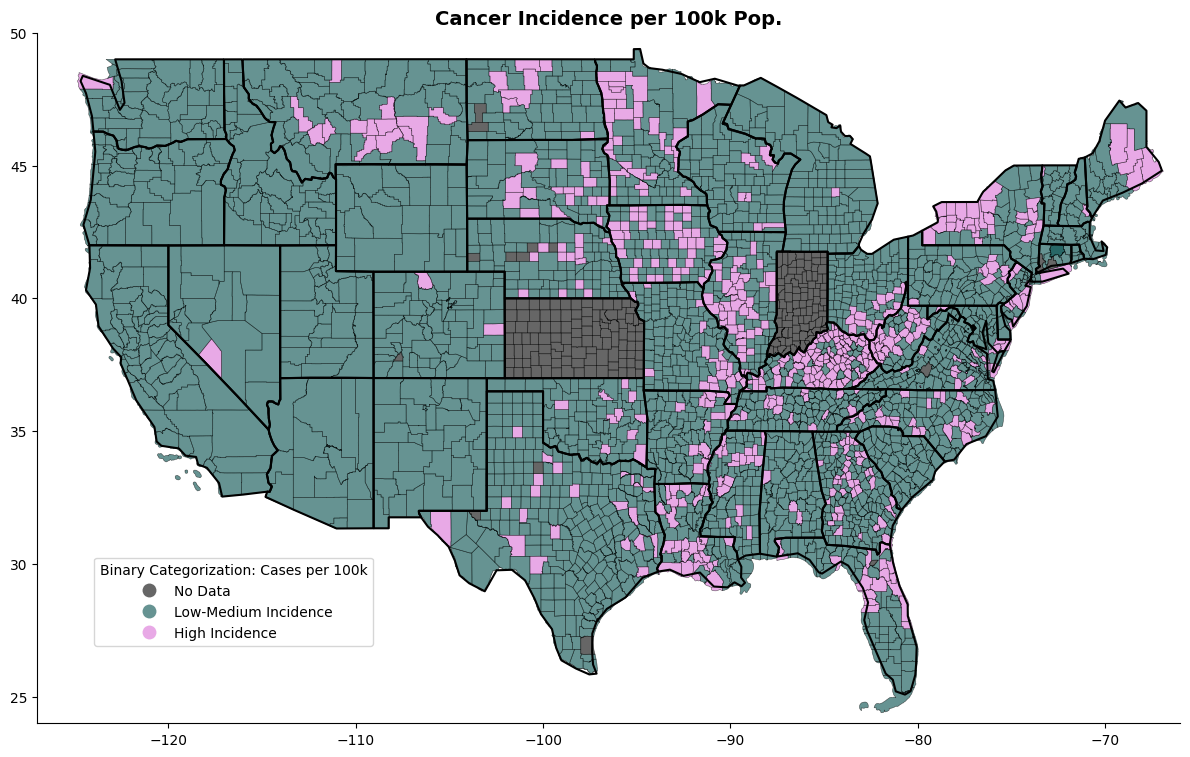 Cancer Incidence per 100k Pop.
50
45
40
35
30
25
Binary Categorization: Cases per 100k
No Data
Low-Medium Incidence
High Incidence
−120 −110 −100 −90 −80 −70